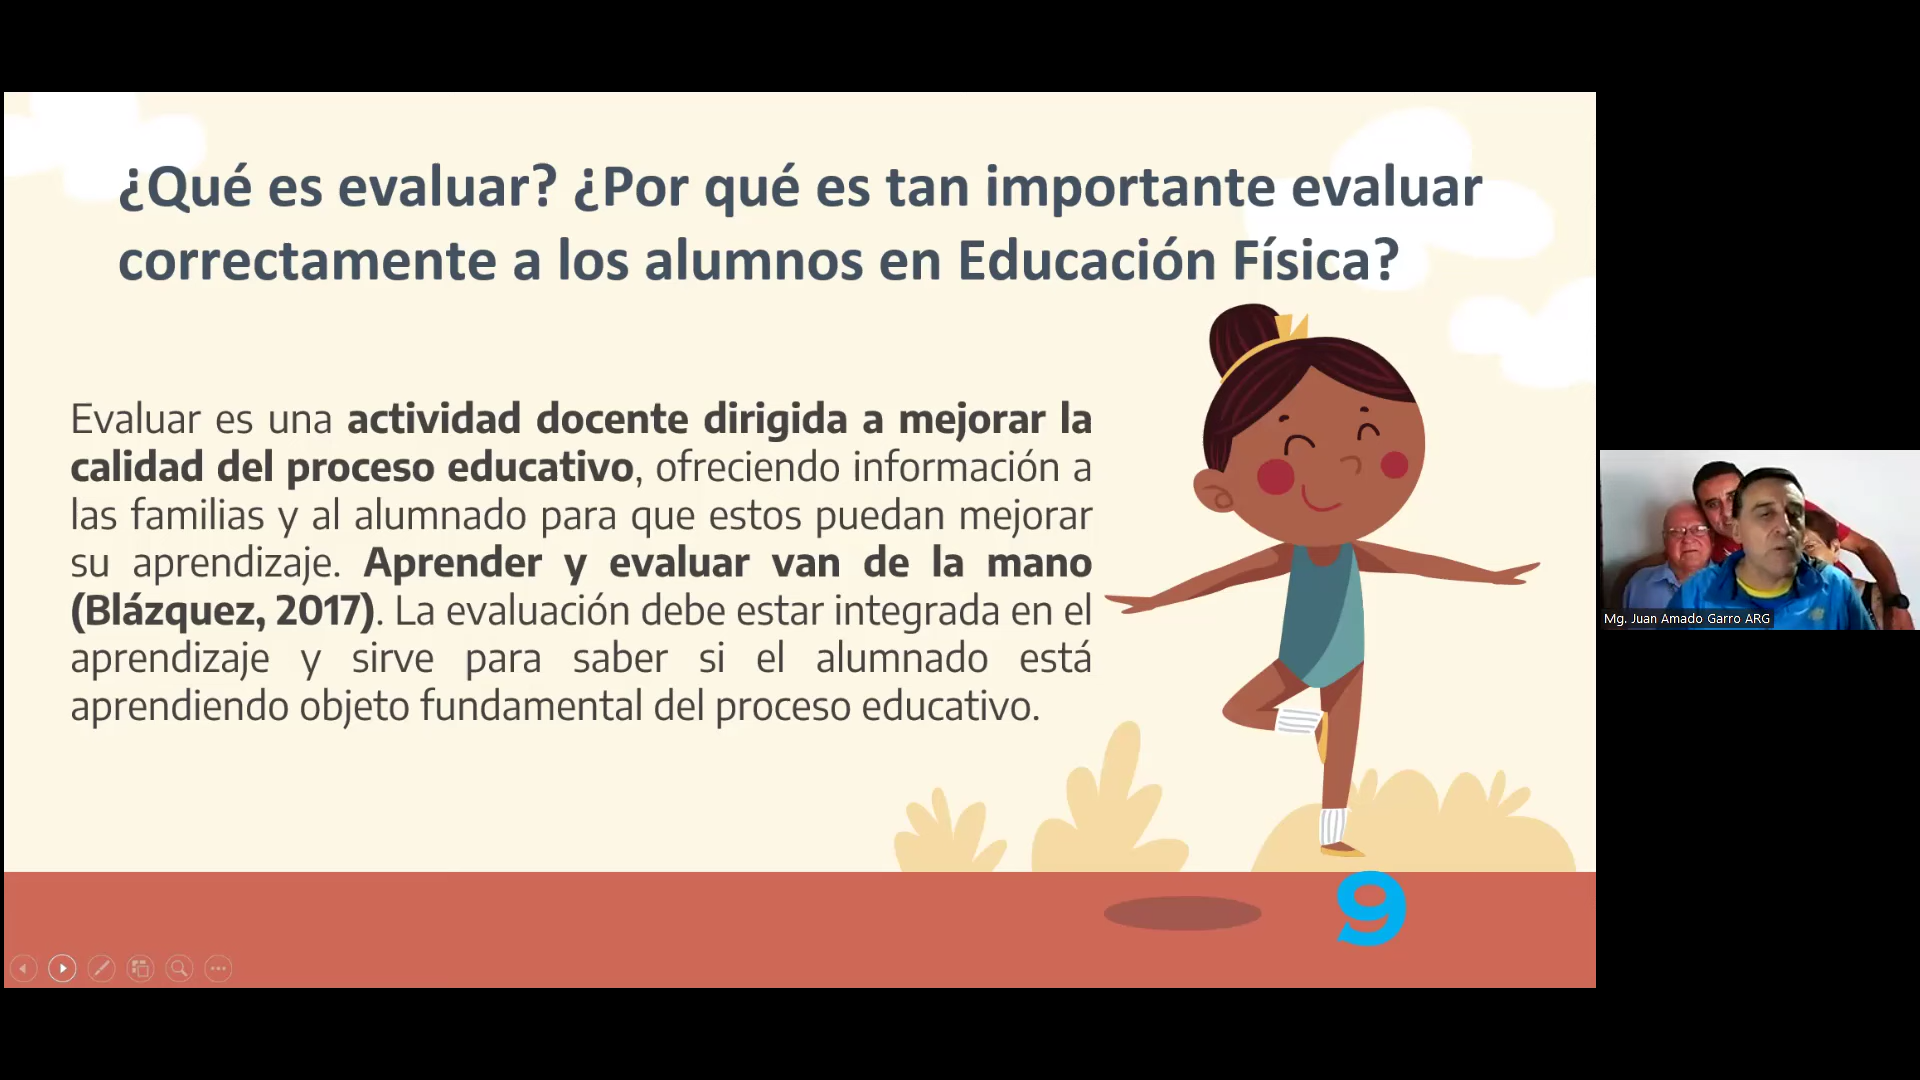 ¿Qué es evaluar? ¿Por qué es tan importante evaluar
correctamente a los alumnos en Educación Física?
Evaluar es una actividad docente dirigida a mejorar la
calidad del proceso educativo, ofreciendo información a
las familias y al alumnado para que estos puedan mejorar
su aprendizaje. Aprender y evaluar van de la mano
(Blázquez, 2017). La evaluación debe estar integrada en el
aprendizaje y sirve para saber si el alumnado está
aprendiendo objeto fundamental del proceso educativo.
9
Mg. Juan Amado Garro ARG